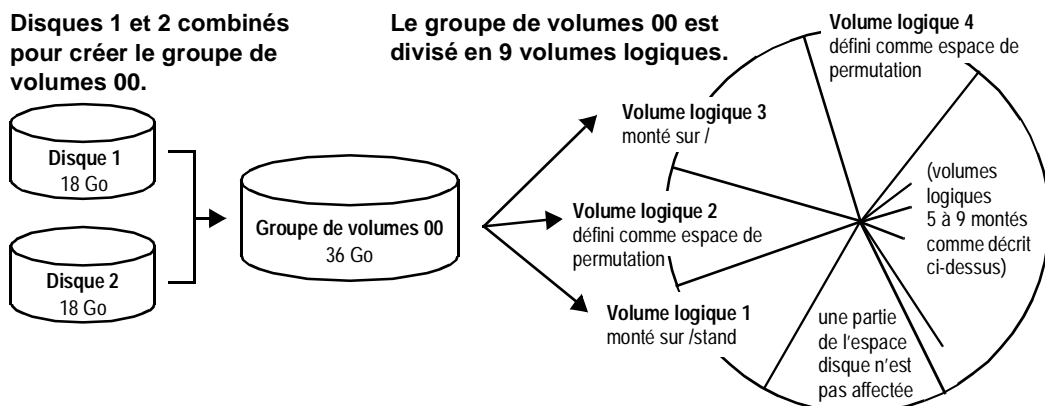 Disques 1 et 2 combinés
pour créer le groupe de
volumes 00.
Le groupe de volumes 00 est
divisé en 9 volumes logiques.
Disque 1
18 Go
Disque 2
18 Go
Groupe de volumes 00
36 Go
Volume logique 3
monté sur /
Volume logique 2
défini comme espace de
permutation
Volume logique 1
monté sur /stand
Volume logique 4
défini comme espace de
permutation
(volumes
logiques
5 à 9 montés
comme décrit
ci-dessus)
une partie
de l'espace
disque n'est
pas affectée